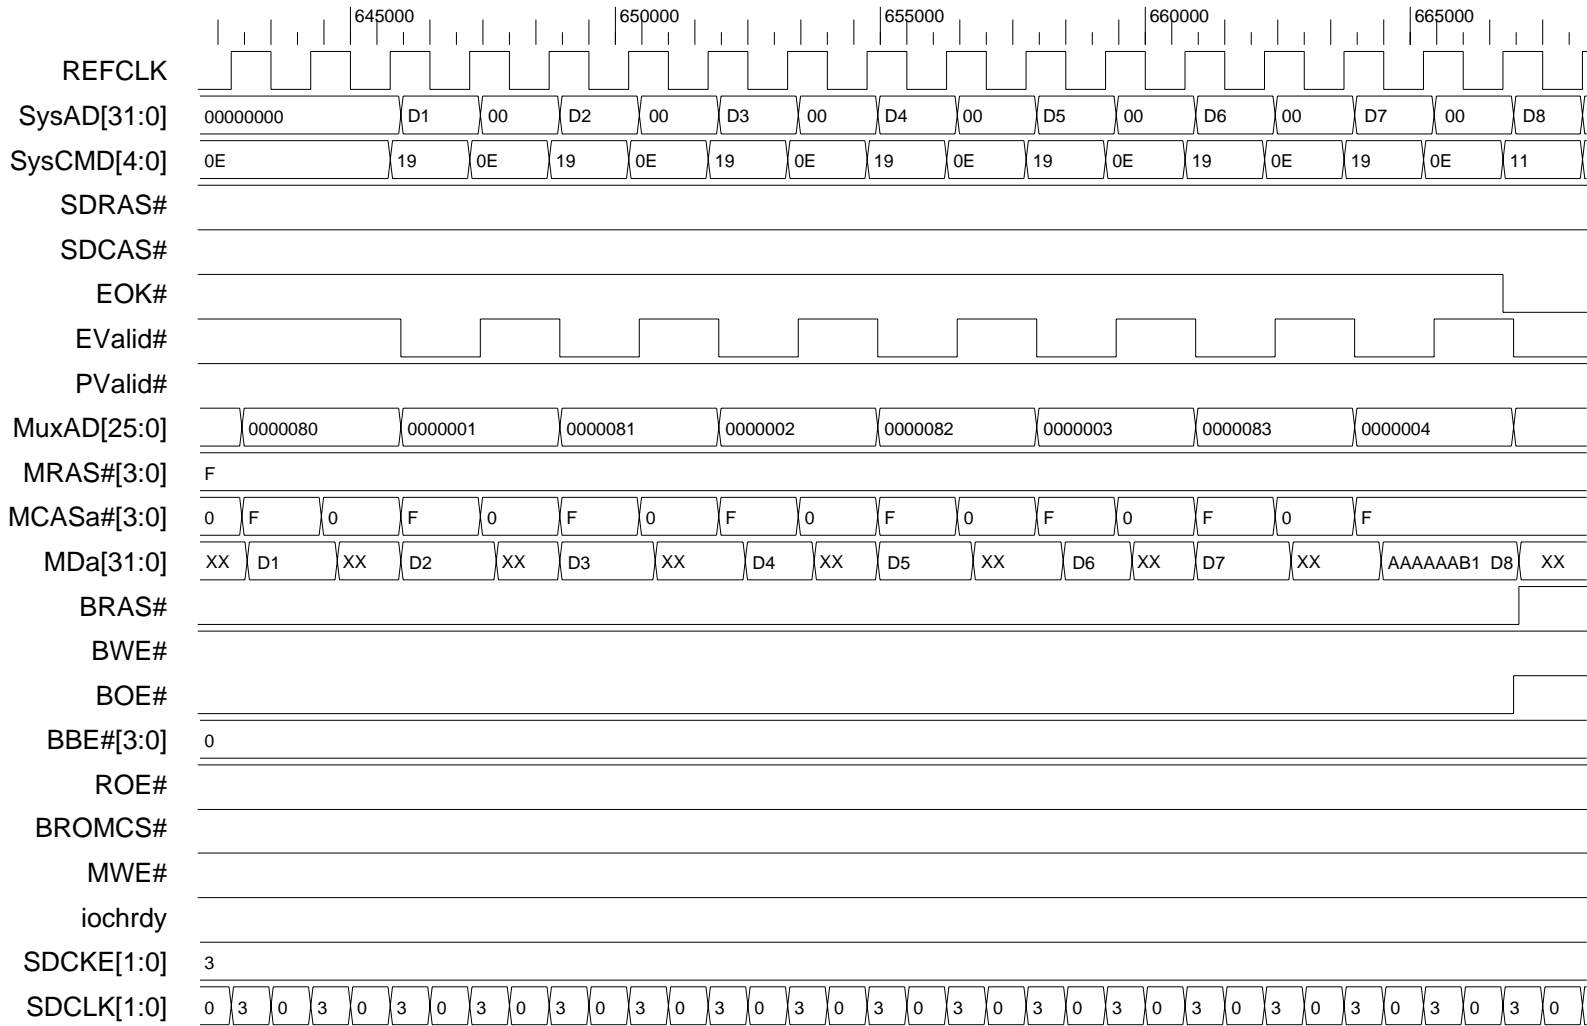 645000 650000 655000 660000 665000
REFCLK
SysAD[31:0] 00000000 D1 00 D2 00 D3 00 D4 00 D5 00 D6 00 D7 00 D8
SysCMD[4:0] 0E 19 0E 19 0E 19 0E 19 0E 19 0E 19 0E 19 0E 11
SDRAS#
SDCAS#
EOK#
EValid#
PValid#
MuxAD[25:0] 0000080 0000001 0000081 0000002 0000082 0000003 0000083 0000004
MRAS#[3:0] F
MCASa#[3:0] 0 F 0 F 0 F 0 F 0 F 0 F 0 F 0 F
MDa[31:0] XX D1 XX D2 XX D3 XX D4 XX D5 XX D6 XX D7 XX AAAAAAB1 D8 XX
BRAS#
BWE#
BOE#
BBE#[3:0] 0
ROE#
BROMCS#
MWE#
iochrdy
SDCKE[1:0] 3
SDCLK[1:0] 0 3 0 3 0 3 0 3 0 3 0 3 0 3 0 3 0 3 0 3 0 3 0 3 0 3 0 3 0 3 0 3 0 3 0